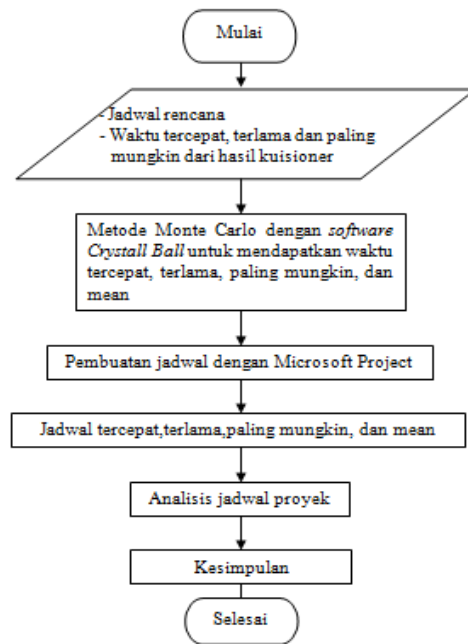 Mulai
- Jadwal rencana
- Waktu tercepat, terlama dan paling
mungkin dari hasil kuisioner
Metode Monte Carlo dengan software
Crystall Ball untuk mendapatkan waktu
tercepat, terlama, paling mungkin, dan
mean
Pembuatan jadwal dengan Microsoft Project
Jadwal tercepat,terlama,paling mungkin, dan mean
Analisis jadwal proyek
Kesimpulan
Selesai